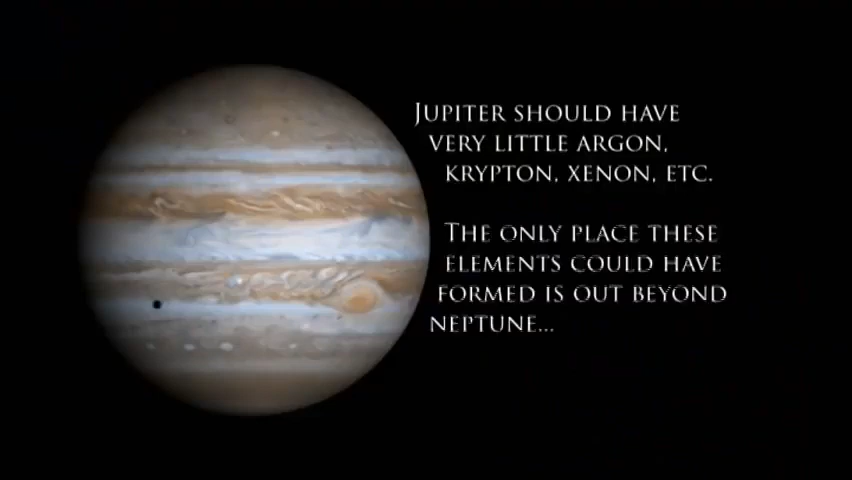 Jupiter should have
very little argon,
krypton, xenon, etc.
The only place these
elements could have
formed is out beyond
neptune...